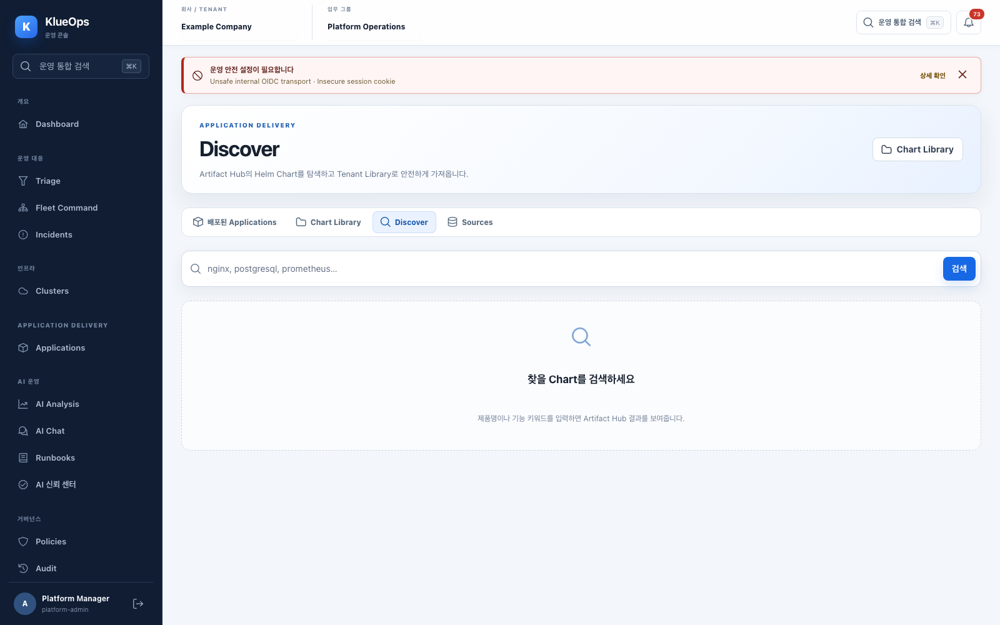 K
KlueOps
운영 콘솔
운영 통합 검색
⌘K
개요
Dashboard
운영 대응
Triage
Fleet Command
Incidents
인프라
Clusters
APPLICATION DELIVERY
Applications
AI 운영
AI Analysis
AI Chat
Runbooks
AI 신뢰 센터
거버넌스
Policies
Audit
A
Platform Manager
platform-admin
회사 / TENANT
Example Company
업무 그룹
Platform Operations
운영 통합 검색
⌘K
73
운영 안전 설정이 필요합니다
Unsafe internal OIDC transport · Insecure session cookie
상세 확인
APPLICATION DELIVERY
Discover
Artifact Hub의 Helm Chart를 탐색하고 Tenant Library로 안전하게 가져옵니다.
Chart Library
배포된 Applications
Chart Library
Discover
Sources
nginx, postgresql, prometheus...
검색
찾을 Chart를 검색하세요
제품명이나 기능 키워드를 입력하면 Artifact Hub 결과를 보여줍니다.